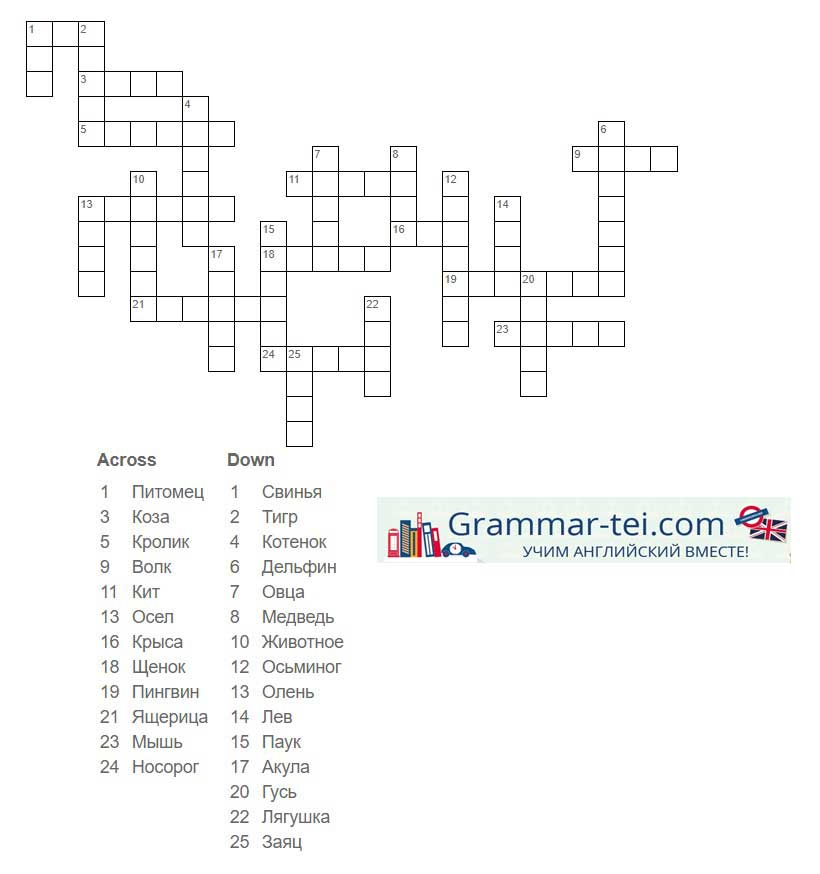 1 2
3
4
5 6
7 8 9
10 11 12
13 14
15 16
17 18
19 20
21 22
23
24 25
Across Down
1 Питомец 1 Свинья
3 Коза 2 Тигр
5 Кролик 4 Котенок
9 Волк 6 Дельфин
11 Кит 7 Овца
13 Осел 8 Медведь
16 Крыса 10 Животное
18 Щенок 12 Осьминог
19 Пингвин 13 Олень
21 Ящерица 14 Лев
23 Мышь 15 Паук
24 Носорог 17 Акула
20 Гусь
22 Лягушка
25 Заяц
Grammar-tei.com
УЧИМ АНГЛИЙСКИЙ ВМЕСТЕ!